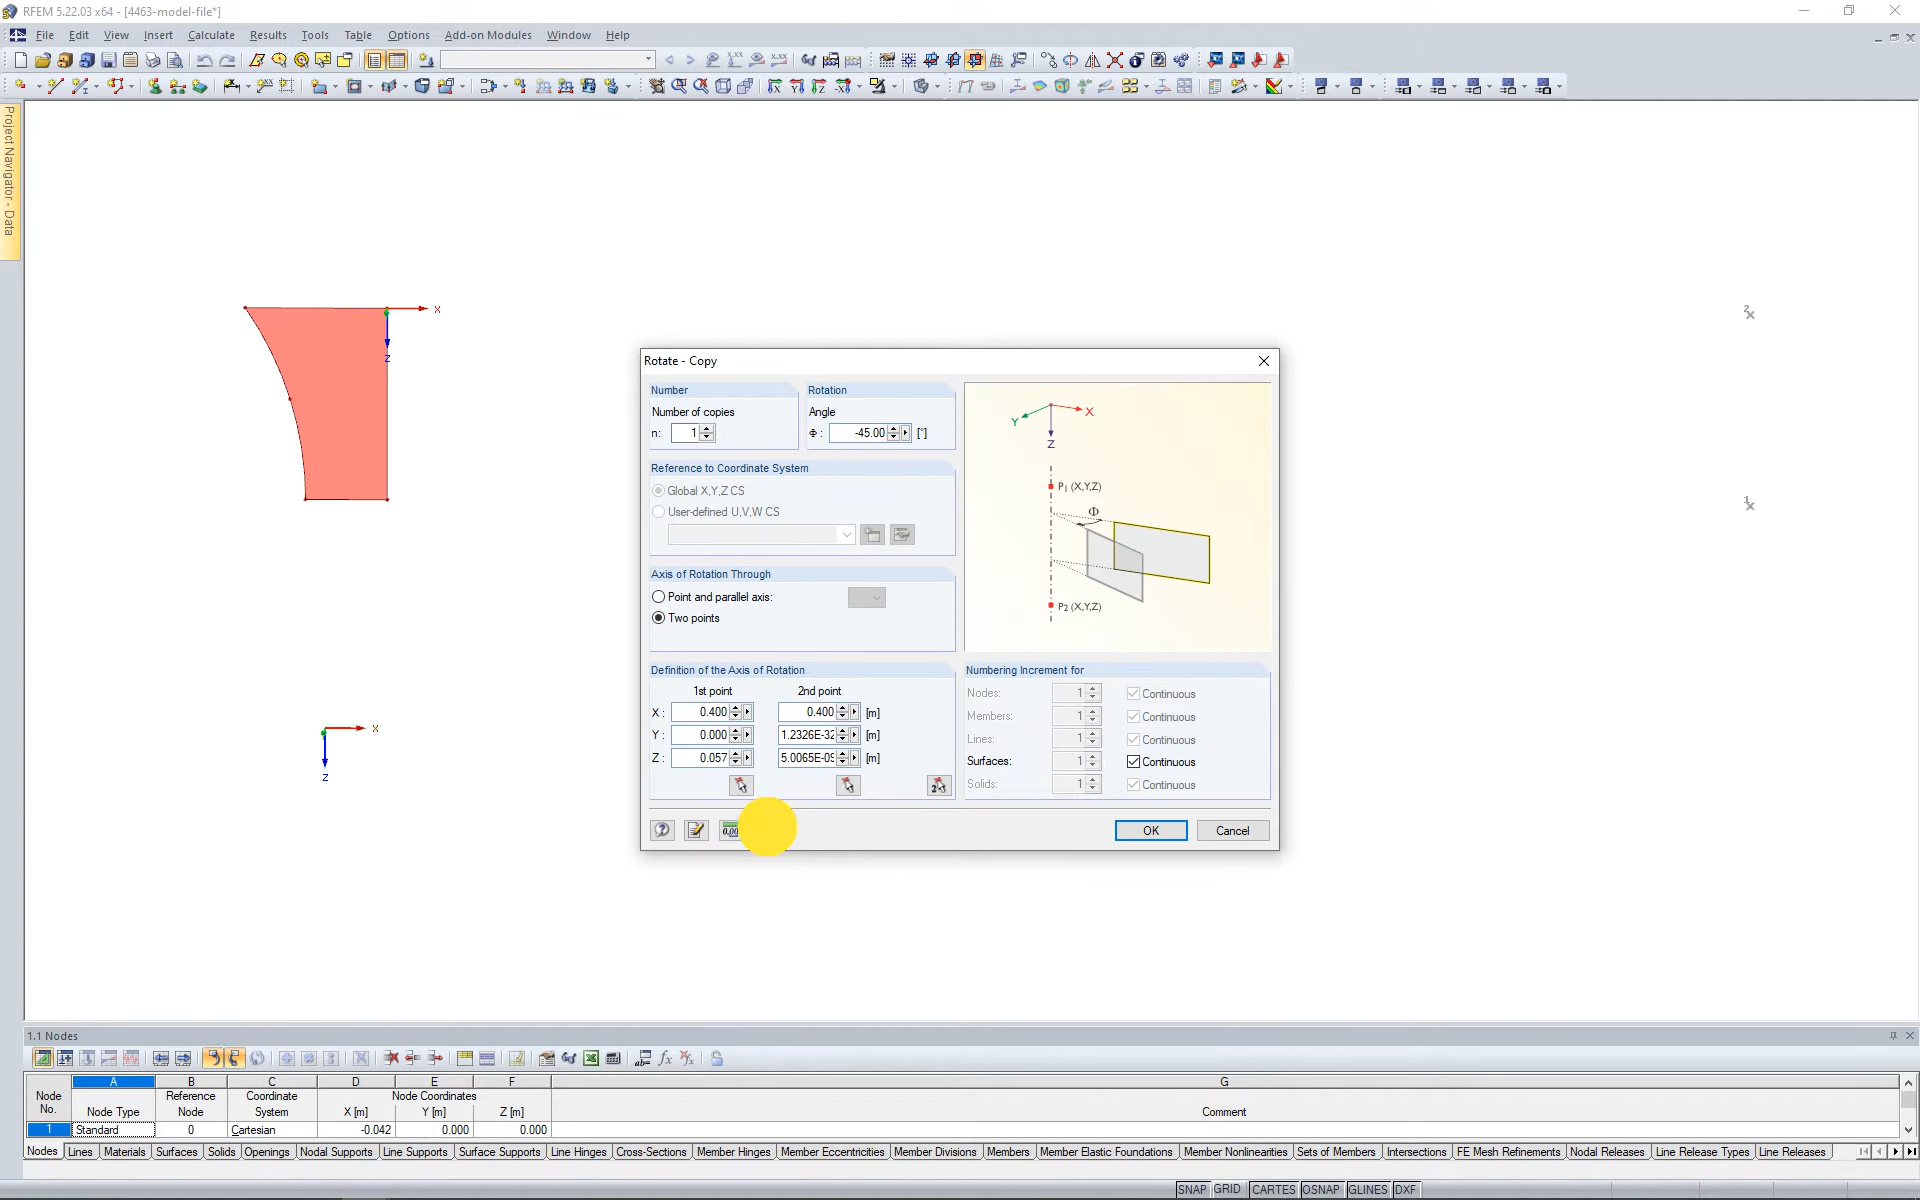 RFEM 5.22.03 x64 - [4463-model-file*]
File Edit View Insert Calculate Results Tools Table Options Add-on Modules Window Help
Project Navigator - Data
X
Z
2
1
X
Z
Rotate - Copy
Number
Number of copies
n: 1
Rotation
Angle
Φ : -45.00 [°]
Reference to Coordinate System
Global X,Y,Z CS
User-defined U,V,W CS
Axis of Rotation Through
Point and parallel axis:
Two points
X
Y
Z
P1 (X,Y,Z)
Φ
P2 (X,Y,Z)
Definition of the Axis of Rotation
1st point 2nd point
X : 0.400 0.400 [m]
Y : 0.000 1.2326E-32 [m]
Z : 0.057 5.0065E-09 [m]
Numbering Increment for
Nodes: 1 Continuous
Members: 1 Continuous
Lines: 1 Continuous
Surfaces: 1 Continuous
Solids: 1 Continuous
0.00
OK Cancel
1.1 Nodes
A B C D E F G
Node No. Node Type Reference Node Coordinate System Node Coordinates X [m] Y [m] Z [m] Comment
1 Standard 0 Cartesian -0.042 0.000 0.000
Nodes Lines Materials Surfaces Solids Openings Nodal Supports Line Supports Surface Supports Line Hinges Cross-Sections Member Hinges Member Eccentricities Member Divisions Members Member Elastic Foundations Member Nonlinearities Sets of Members Intersections FE Mesh Refinements Nodal Releases Line Release Types Line Releases
SNAP GRID CARTES OSNAP GLINES DXF